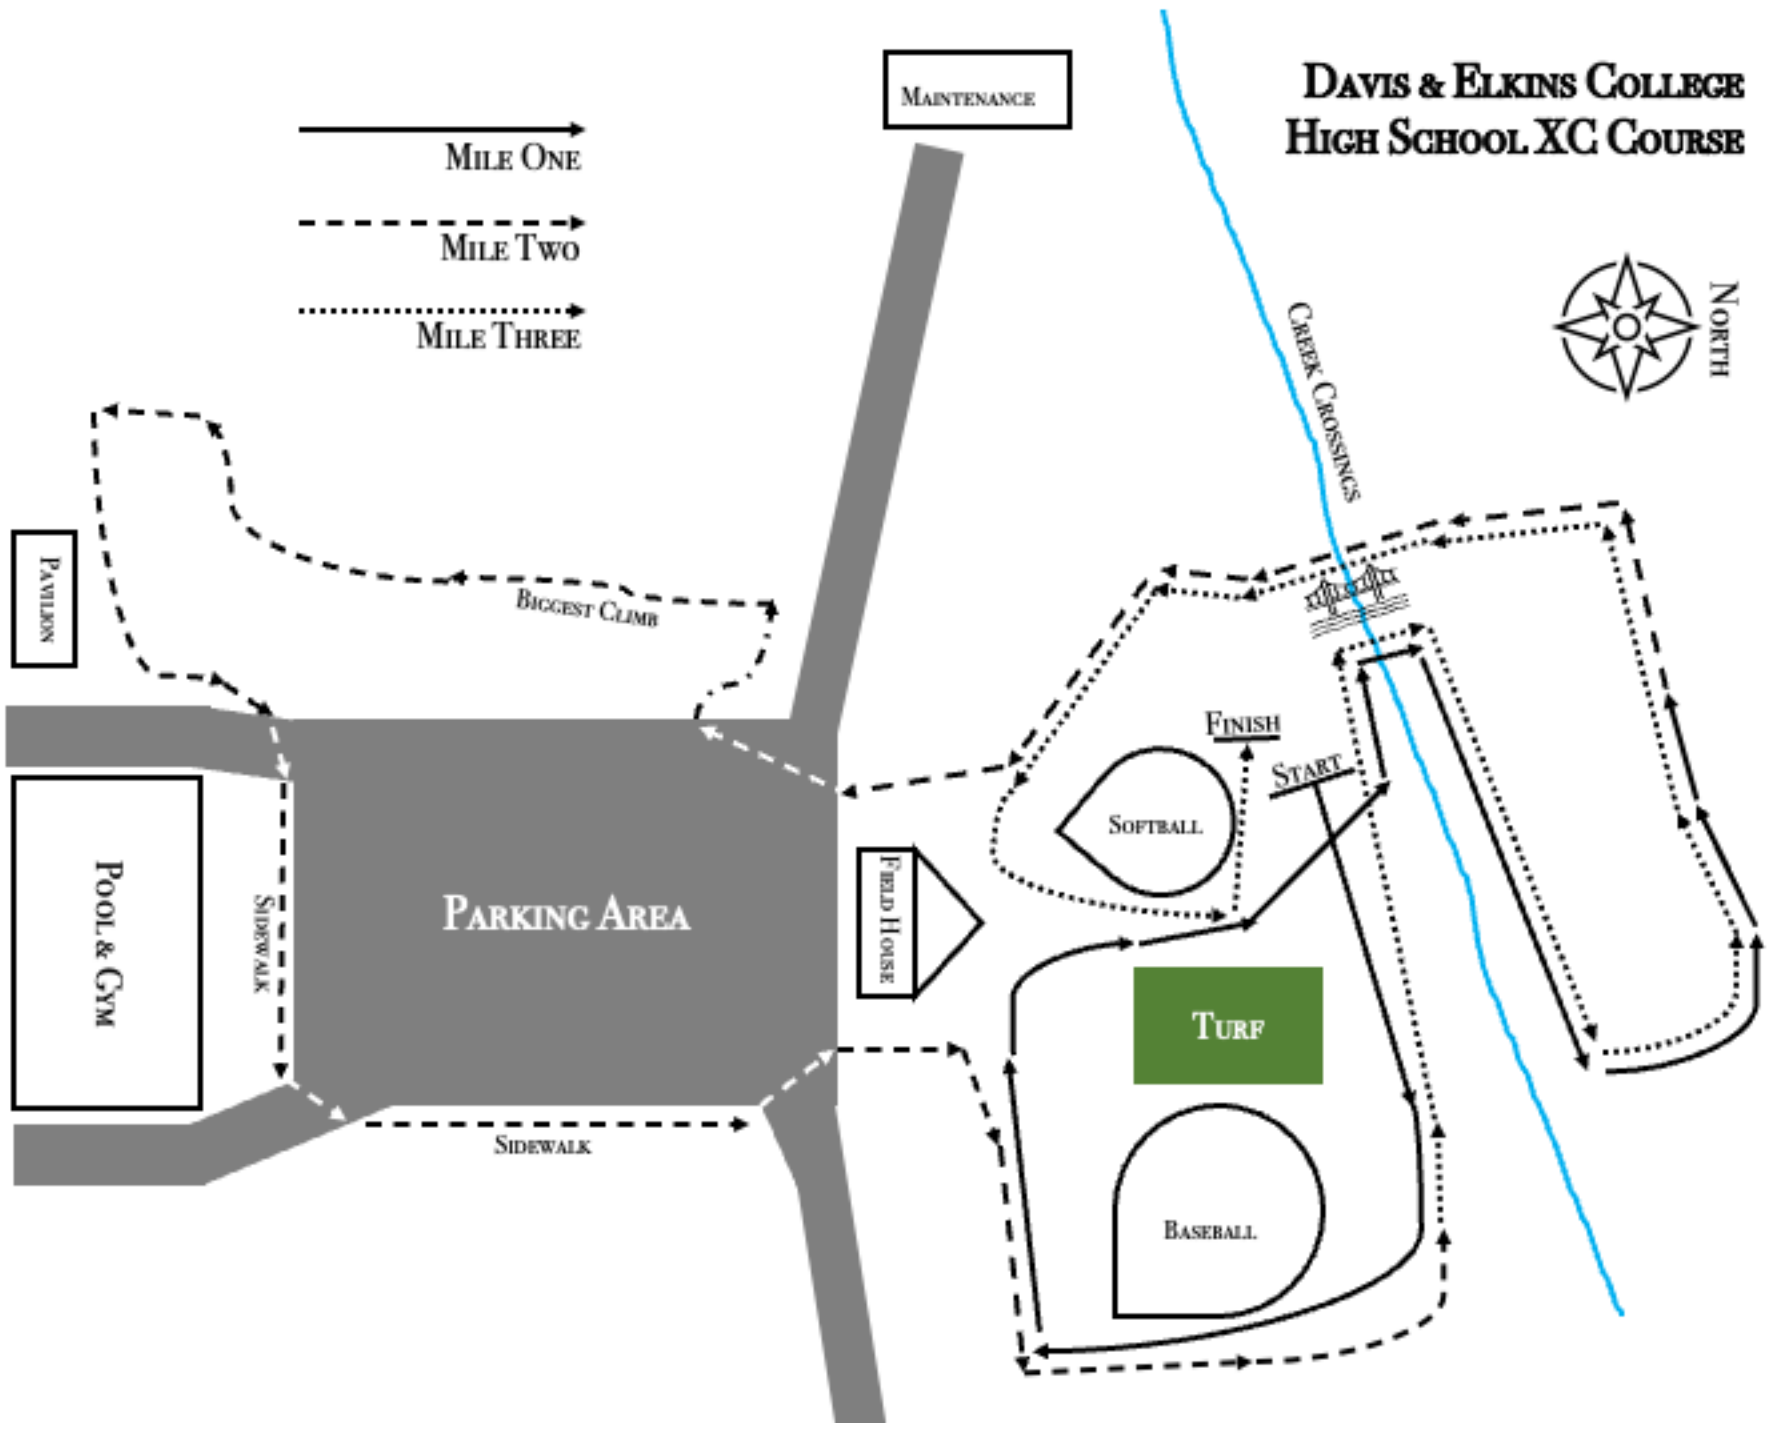 Maintenance
Davis & Elkins College
High School XC Course
Mile One
Mile Two
Mile Three
North
Creek Crossings
Pavilion
Biggest Climb
Finish
Start
Softball
Pool & Gym
Sidewalk
Parking Area
Field House
Turf
Sidewalk
Baseball